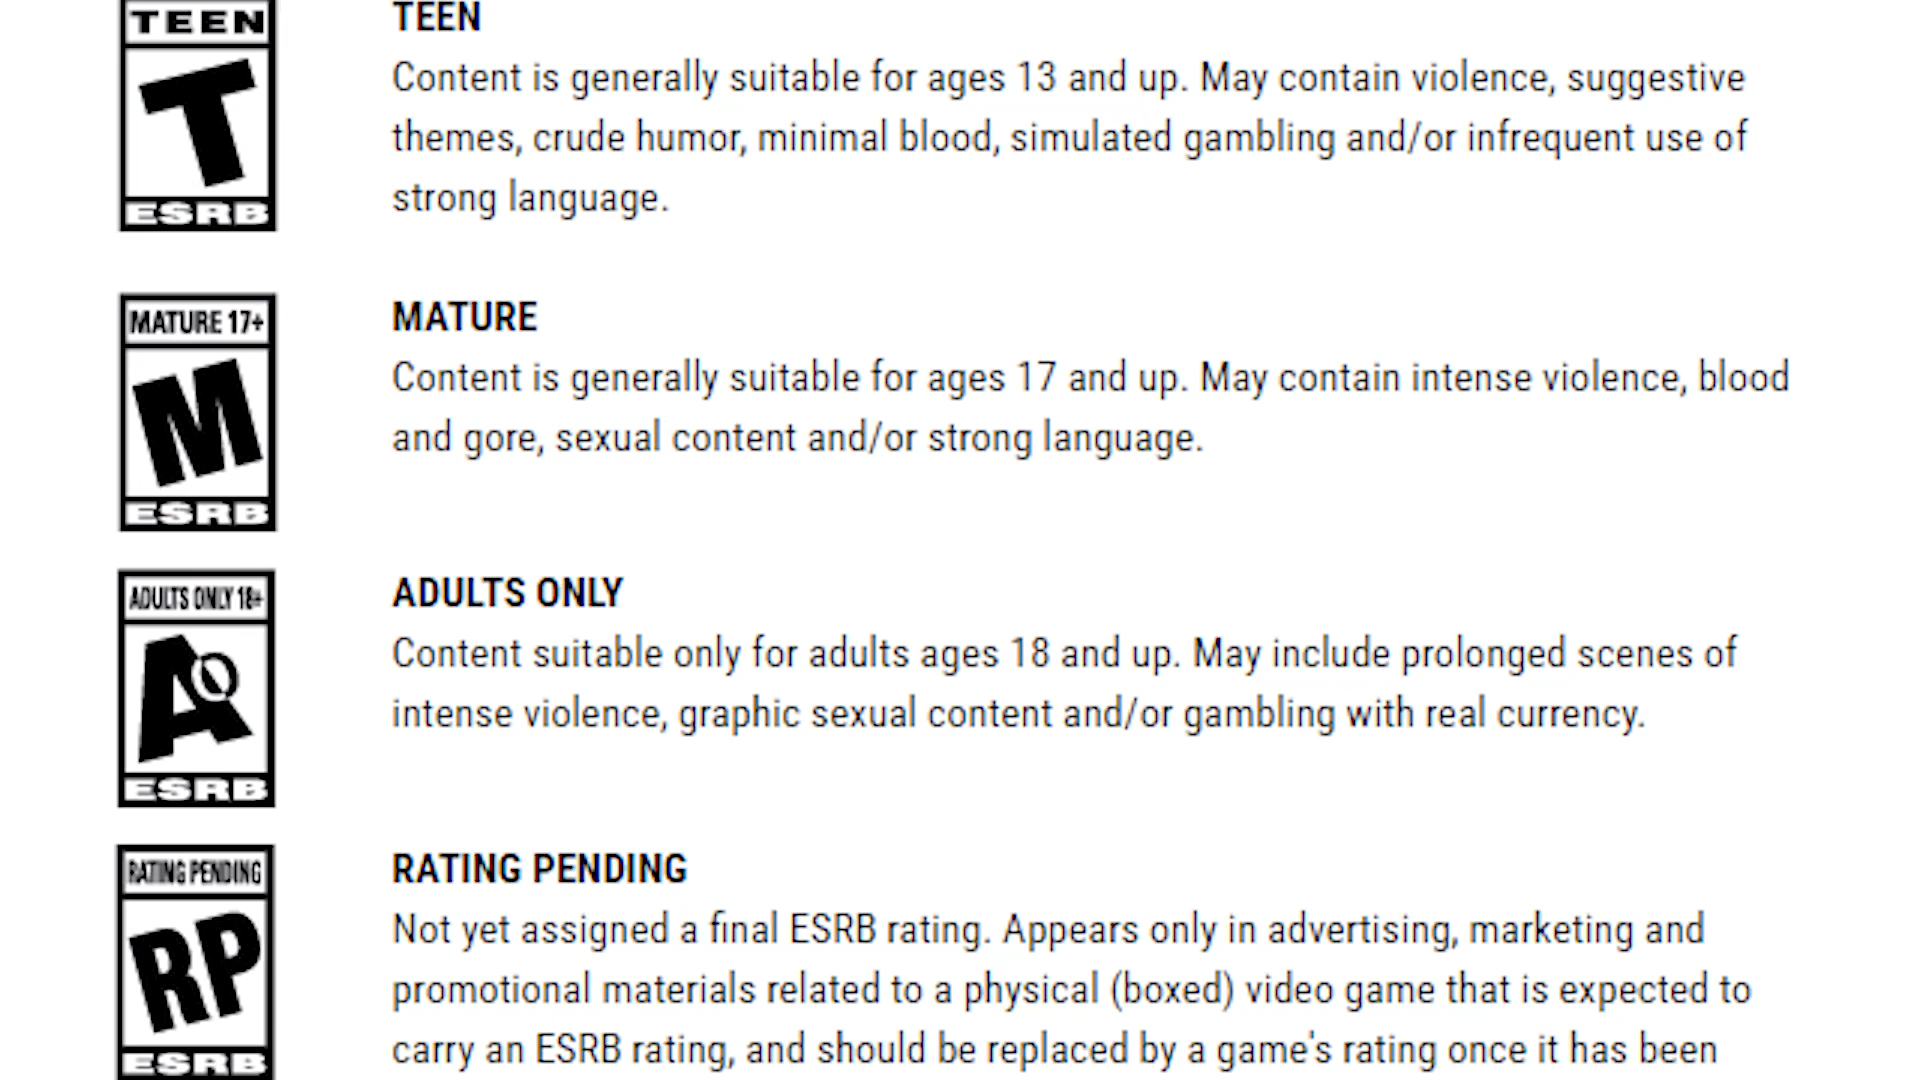 TEEN
T
ESRB
TEEN
Content is generally suitable for ages 13 and up. May contain violence, suggestive
themes, crude humor, minimal blood, simulated gambling and/or infrequent use of
strong language.
MATURE 17+
M
ESRB
MATURE
Content is generally suitable for ages 17 and up. May contain intense violence, blood
and gore, sexual content and/or strong language.
ADULTS ONLY 18+
AO
ESRB
ADULTS ONLY
Content suitable only for adults ages 18 and up. May include prolonged scenes of
intense violence, graphic sexual content and/or gambling with real currency.
RATING PENDING
RP
ESRB
RATING PENDING
Not yet assigned a final ESRB rating. Appears only in advertising, marketing and
promotional materials related to a physical (boxed) video game that is expected to
carry an ESRB rating, and should be replaced by a game's rating once it has been